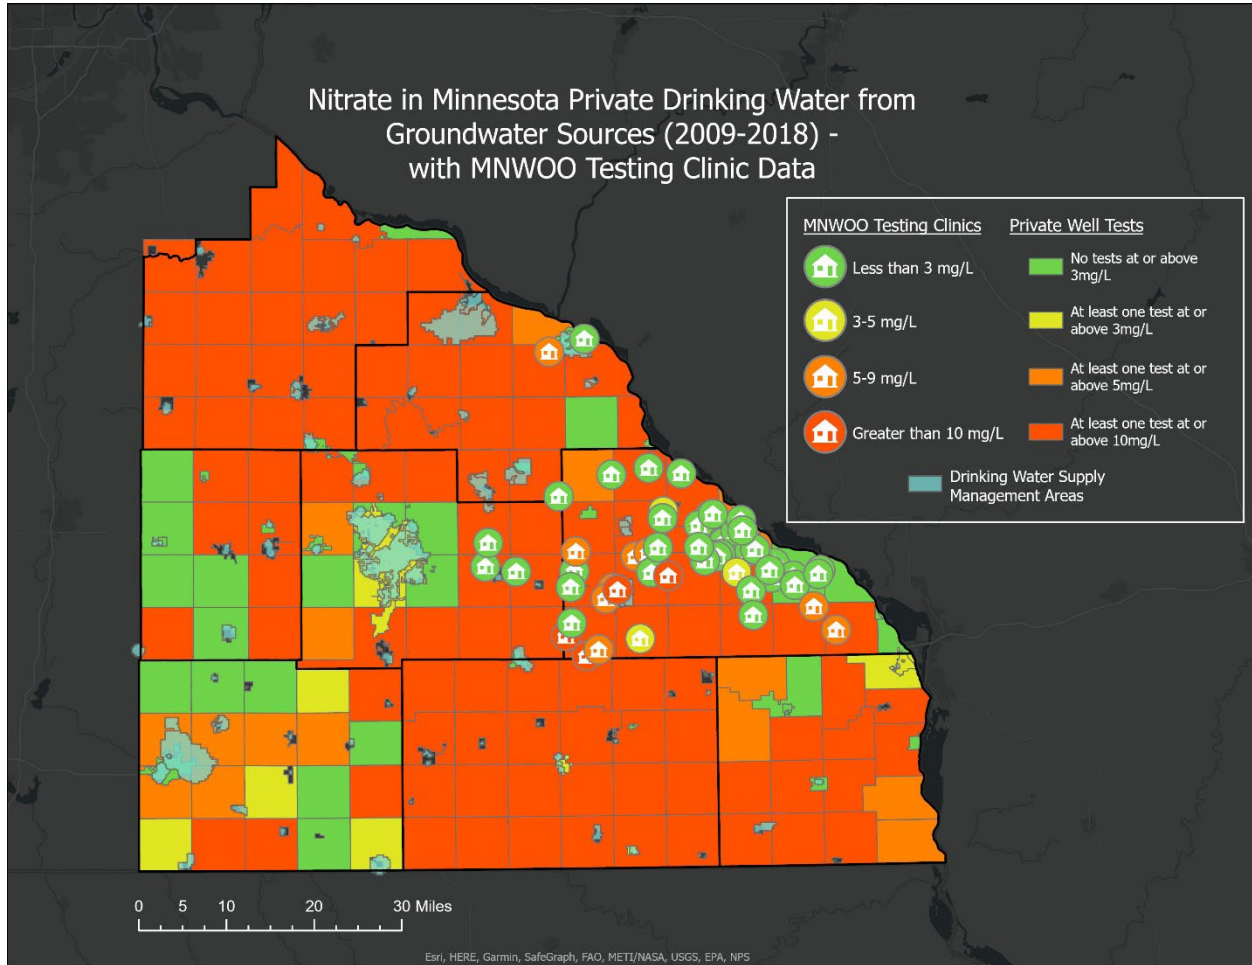 Nitrate in Minnesota Private Drinking Water from
Groundwater Sources (2009-2018) -
with MNWOO Testing Clinic Data
MNWOO Testing Clinics
Less than 3 mg/L
3-5 mg/L
5-9 mg/L
Greater than 10 mg/L
Private Well Tests
No tests at or above
3mg/L
At least one test at or
above 3mg/L
At least one test at or
above 5mg/L
At least one test at or
above 10mg/L
Drinking Water Supply
Management Areas
0 5 10 20 30 Miles
Esri, HERE, Garmin, SafeGraph, FAO, METI/NASA, USGS, EPA, NPS